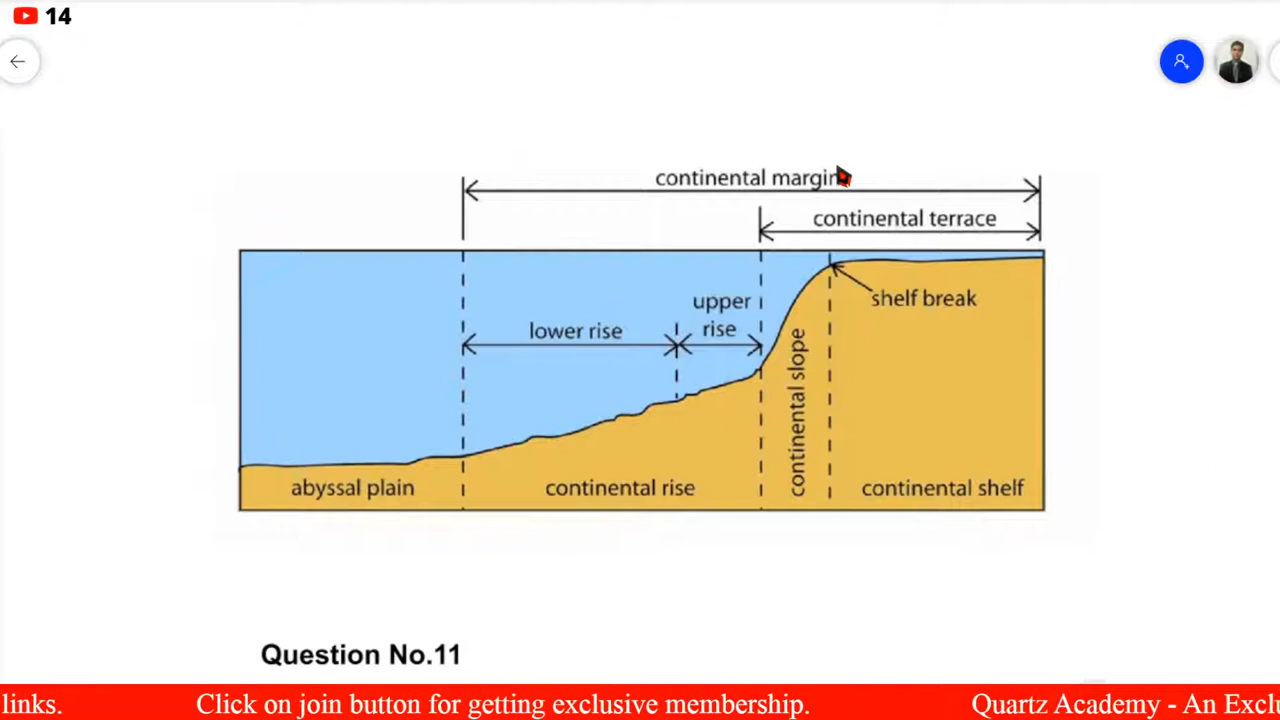 14
continental margin
continental terrace
shelf break
upper
rise
lower rise
continental slope
abyssal plain
continental rise
continental shelf
Question No.11
links. Click on join button for getting exclusive membership. Quartz Academy - An Exclu